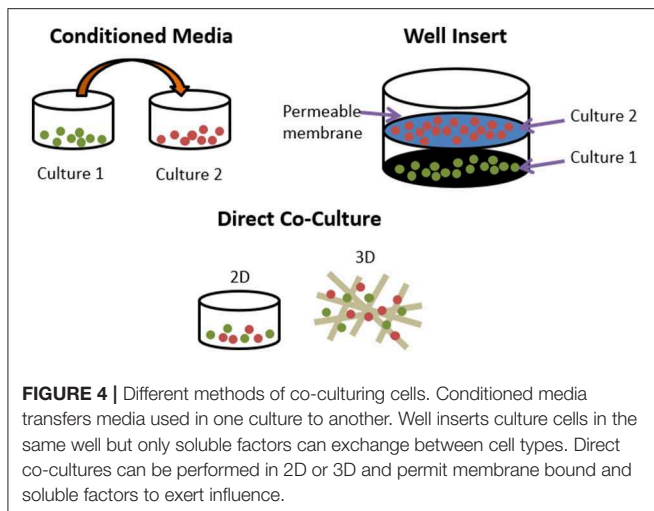 Conditioned Media
Culture 1
Culture 2
Well Insert
Permeable
membrane
Culture 2
Culture 1
Direct Co-Culture
2D
3D
FIGURE 4 | Different methods of co-culturing cells. Conditioned media
transfers media used in one culture to another. Well inserts culture cells in the
same well but only soluble factors can exchange between cell types. Direct
co-cultures can be performed in 2D or 3D and permit membrane bound and
soluble factors to exert influence.